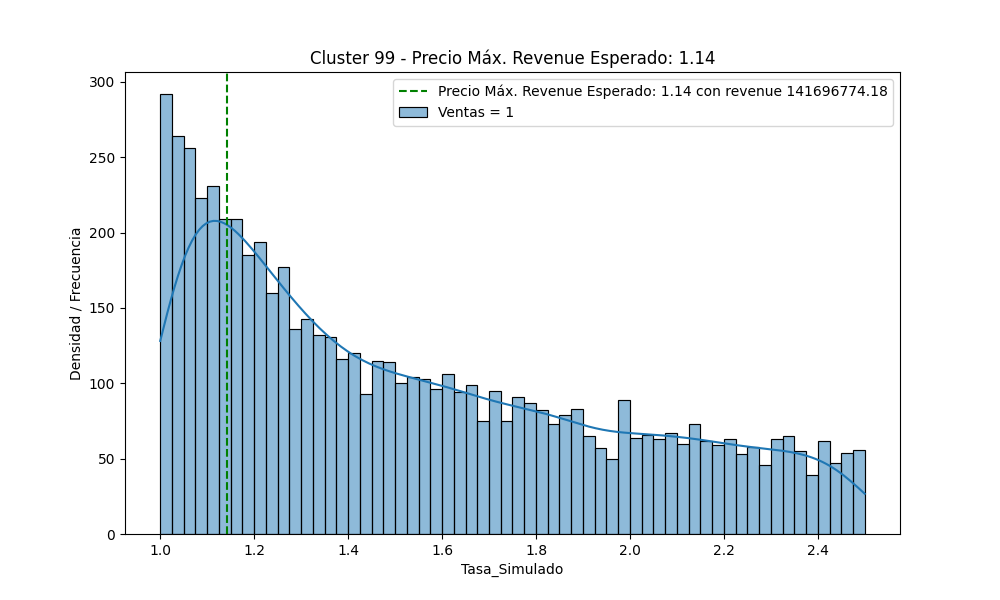 Cluster 99 - Precio Máx. Revenue Esperado: 1.14
Precio Máx. Revenue Esperado: 1.14 con revenue 141696774.18
Ventas = 1
300
250
200
150
100
50
0
Densidad / Frecuencia
1.0 1.2 1.4 1.6 1.8 2.0 2.2 2.4
Tasa_Simulado